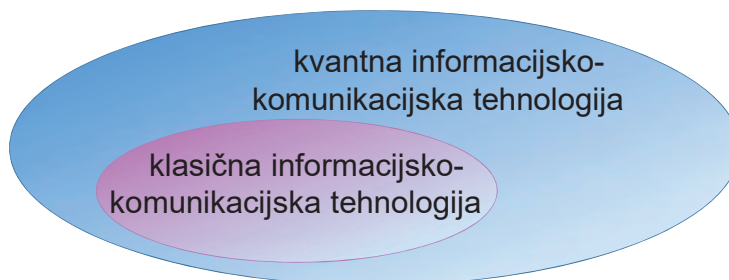 kvantna informacijsko-
komunikacijska tehnologija
klasična informacijsko-
komunikacijska tehnologija